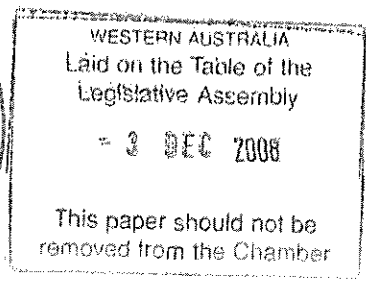 WESTERN AUSTRALIA
Laid on the Table of the
Legislative Assembly
- 3 DEC 2008
This paper should not be
removed from the Chamber